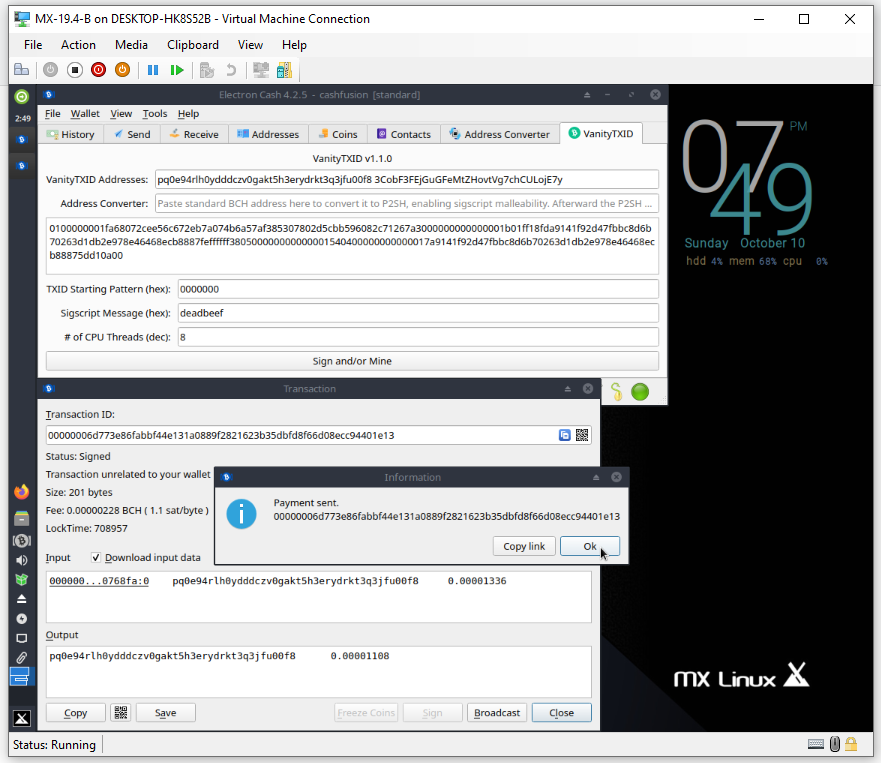 MX-19.4-B on DESKTOP-HK8S52B - Virtual Machine Connection
File Action Media Clipboard View Help
Electron Cash 4.2.5 - cashfusion [standard]
2:49
File Wallet View Tools Help
History Send Receive Addresses Coins Contacts Address Converter VanityTXID
VanityTXID v1.1.0
VanityTXID Addresses: pq0e94rlh0ydddczv0gakt5h3erydrkt3q3jfu00f8 3CobF3FEjGuGFeMtZHovtVg7chCULojE7y
Address Converter: Paste standard BCH address here to convert it to P2SH, enabling sigscript malleability. Afterward the P2SH ...
0100000001fa68072cee56c672eb7a074b6a57af385307802d5cbb596082c71267a3000000000000001b01ff18fda9141f92d47fbbc8d6b
70263d1db2e978e46468ecb8887feffffff3805000000000000154040000000000017a9141f92d47fbbc8d6b70263d1db2e978e46468ec
b88875dd10a00
TXID Starting Pattern (hex): 0000000
Sigscript Message (hex): deadbeef
# of CPU Threads (dec): 8
Sign and/or Mine
07 PM
49
Sunday October 10
hdd 4% mem 68% cpu 0%
Transaction
Transaction ID:
00000006d773e86fabbf44e131a0889f2821623b35dbfd8f66d08ecc94401e13
Status: Signed
Transaction unrelated to your wallet
Size: 201 bytes
Fee: 0.00000228 BCH ( 1.1 sat/byte )
LockTime: 708957
Information
Payment sent.
00000006d773e86fabbf44e131a0889f2821623b35dbfd8f66d08ecc94401e13
Copy link Ok
Input Download input data
000000...0768fa:0 pq0e94rlh0ydddczv0gakt5h3erydrkt3q3jfu00f8 0.00001336
Output
pq0e94rlh0ydddczv0gakt5h3erydrkt3q3jfu00f8 0.00001108
Copy Save Freeze Coins Sign Broadcast Close
MX Linux
Status: Running